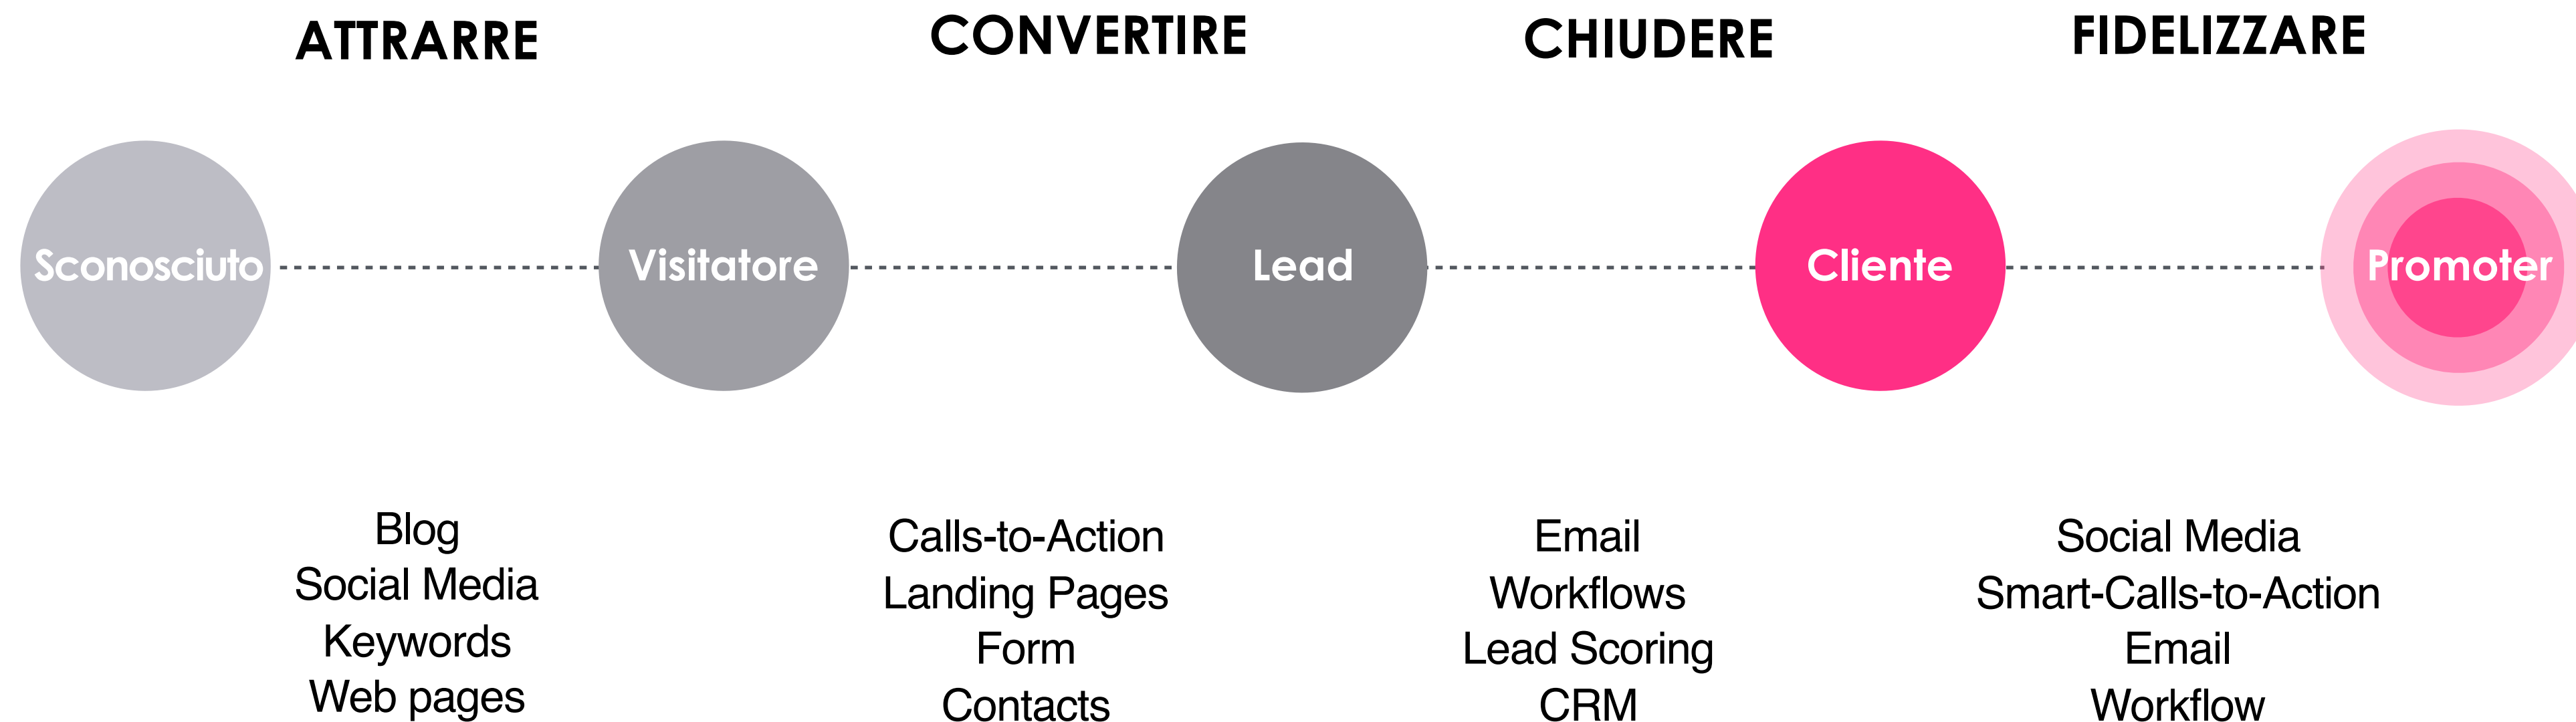 ATTRARRE
CONVERTIRE
CHIUDERE
FIDELIZZARE
Sconosciuto
Visitatore
Lead
Cliente
Promoter
Blog
Social Media
Keywords
Web pages
Calls-to-Action
Landing Pages
Form
Contacts
Email
Workflows
Lead Scoring
CRM
Social Media
Smart-Calls-to-Action
Email
Workflow